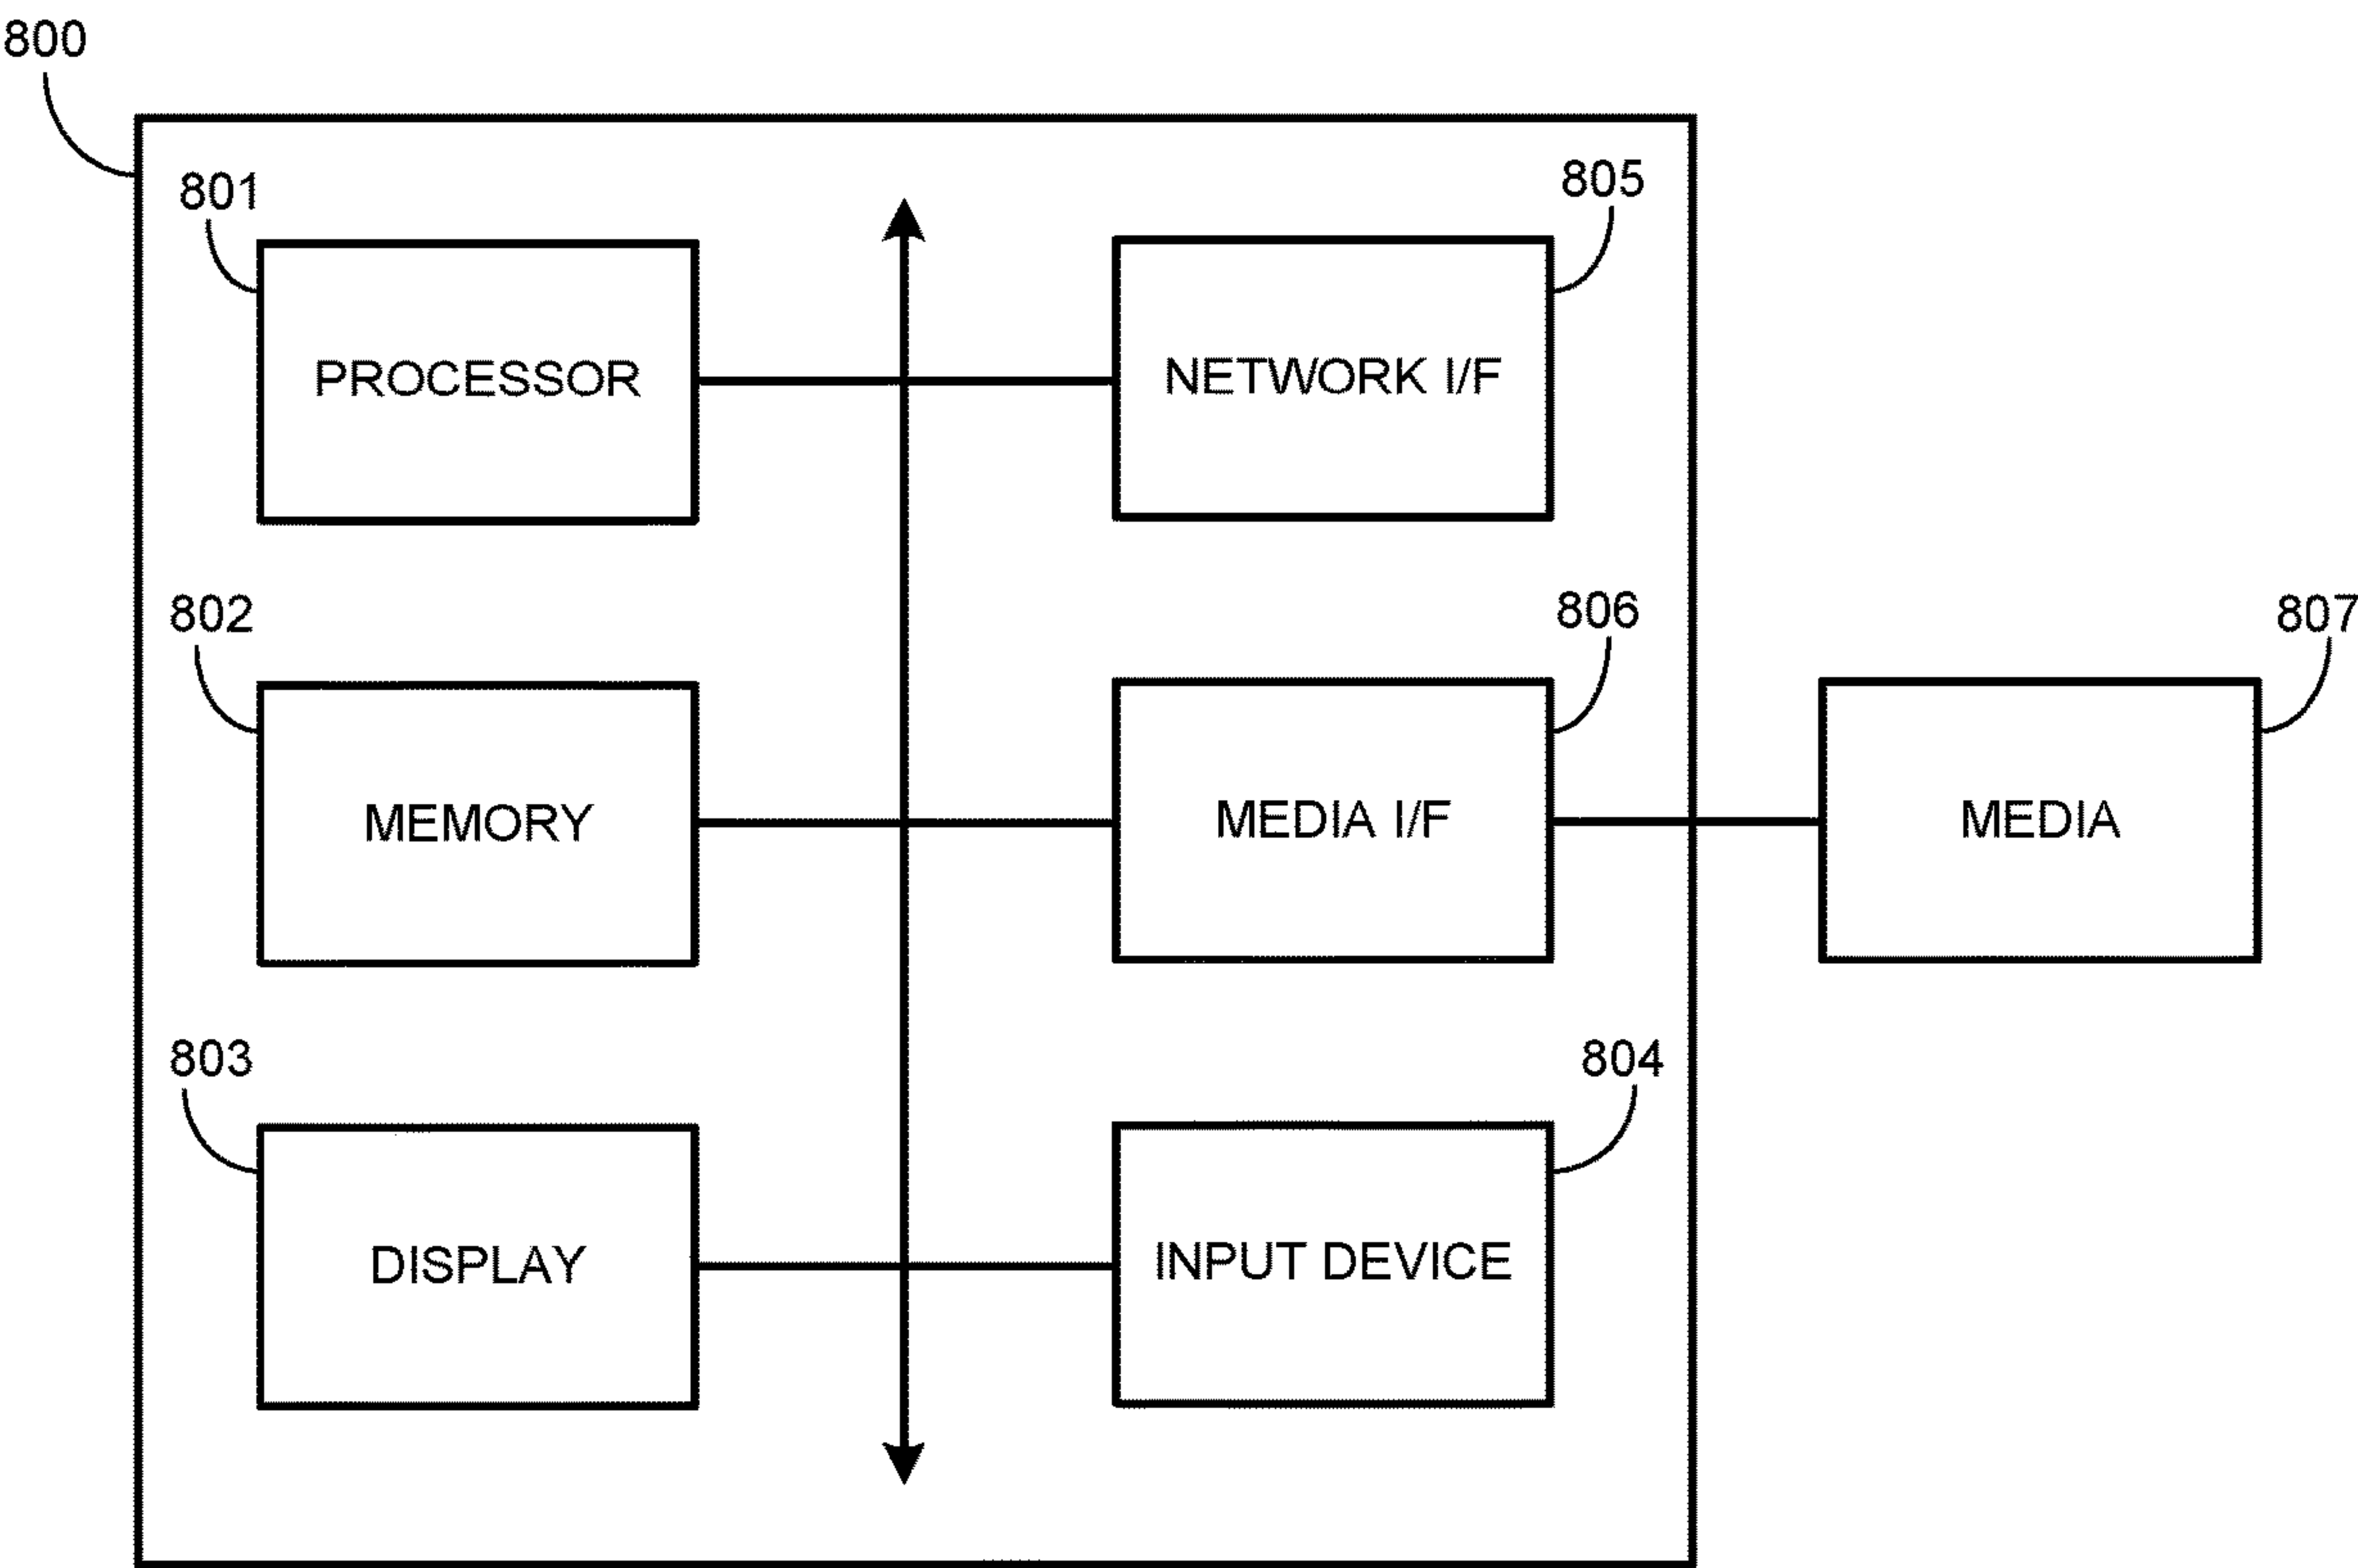 800
801
805
PROCESSOR
NETWORK I/F
802
806
807
MEMORY
MEDIA I/F
MEDIA
803
804
DISPLAY
INPUT DEVICE